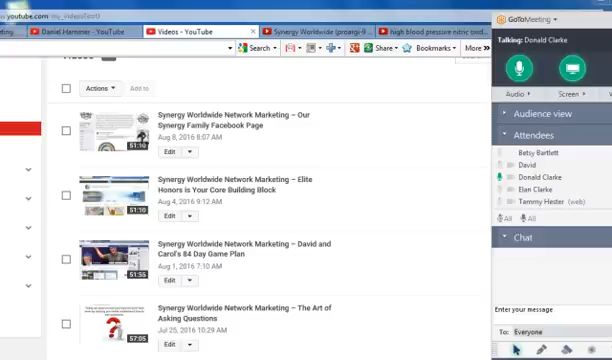 youtube.com/my_videos?o=U
GoToMeeting
Daniel Hammer - YouTube
Videos - YouTube
Synergy Worldwide (proargi-9...
high blood pressure nitric oxid...
Search
Share
Bookmarks
More »
Talking: Donald Clarke
Audio
Screen
Audience view
Attendees
Betsy Bartlett
David
Donald Clarke
Elan Clarke
Tammy Hester (web)
All
All
Chat
Enter your message
To: Everyone
Actions
Add to
Synergy Worldwide Network Marketing – Our
Synergy Family Facebook Page
Aug 8, 2016 8:07 AM
51:10
Edit
Synergy Worldwide Network Marketing – Elite
Honors is Your Core Building Block
Aug 4, 2016 9:12 AM
51:10
Edit
Synergy Worldwide Network Marketing – David and
Carol's 84 Day Game Plan
Aug 1, 2016 7:10 AM
51:55
Edit
Synergy Worldwide Network Marketing – The Art of
Asking Questions
Jul 25, 2016 10:29 AM
57:05
Edit